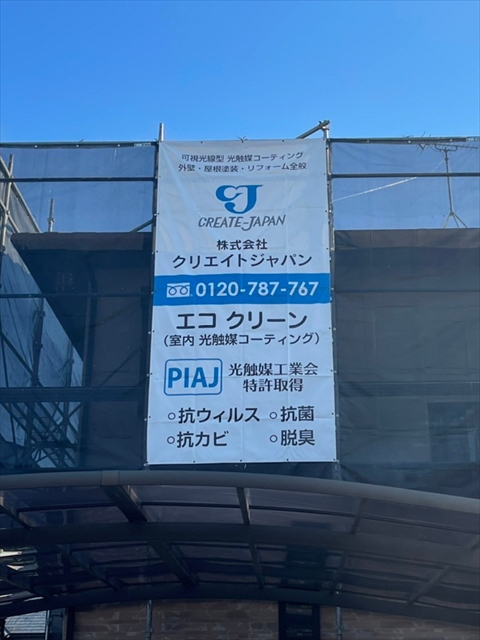 可視光線型 光触媒コーティング
外壁・屋根塗装・リフォーム全般
CJ
CREATE-JAPAN
株式会社
クリエイトジャパン
0120-787-767
エコ クリーン
(室内 光触媒コーティング)
PIAJ 光触媒工業会
特許取得
○抗ウィルス ○抗菌
○抗カビ ○脱臭